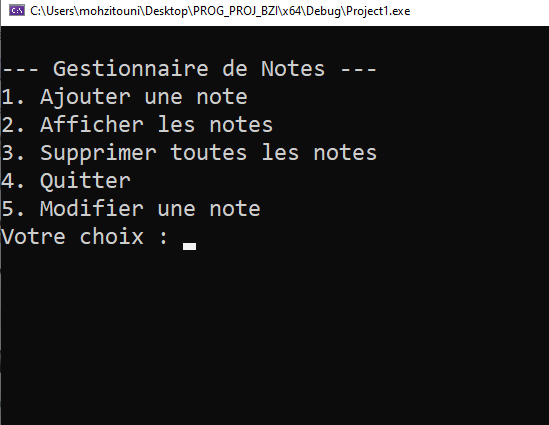 C:\Users\mohzitouni\Desktop\PROG_PROJ_BZI\x64\Debug\Project1.exe
--- Gestionnaire de Notes ---
1. Ajouter une note
2. Afficher les notes
3. Supprimer toutes les notes
4. Quitter
5. Modifier une note
Votre choix :